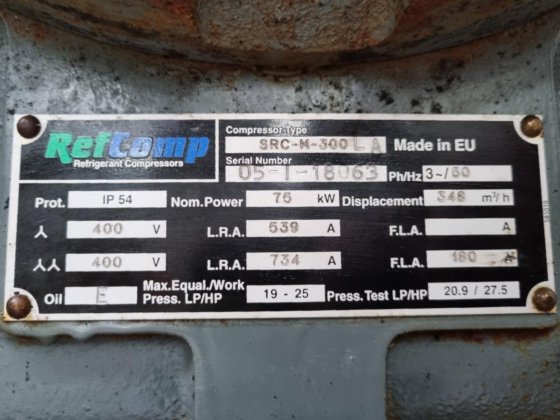 RefComp
Refrigerant Compressors
Compressor Type SRC-M-300 LA Made in EU
Serial Number 05-1-18063 Ph/Hz 3~/50
Prot. IP 54 Nom. Power 75 kW Displacement 348 m³/h
⅄ 400 V L.R.A. 539 A F.L.A. A
⅄⅄ 400 V L.R.A. 734 A F.L.A. 180 A
Oil E Max.Equal./Work Press. LP/HP 19 - 25 Press. Test LP/HP 20.9 / 27.5